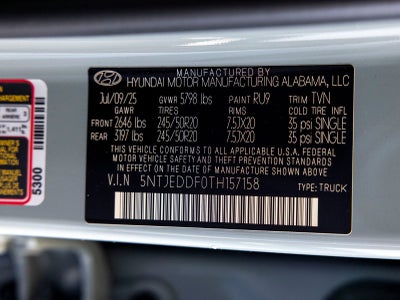 MANUFACTURED BY
HYUNDAI MOTOR MANUFACTURING ALABAMA, LLC
Jul/09/25 GVWR 5798 lbs PAINT RU9 TRIM TVN
GAWR TIRES RIMS COLD TIRE INFL
FRONT 2646 lbs 245/50R20 7.5JX20 35 psi SINGLE
REAR 3197 lbs 245/50R20 7.5JX20 35 psi SINGLE
THIS VEHICLE CONFORMS TO ALL APPLICABLE U.S.A. FEDERAL
MOTOR VEHICLE SAFETY AND THEFT PREVENTION STANDARDS
IN EFFECT ON THE DATE OF MANUFACTURE SHOWN ABOVE.
V.I.N 5NTJEDDF0TH157158 TYPE: TRUCK
5300